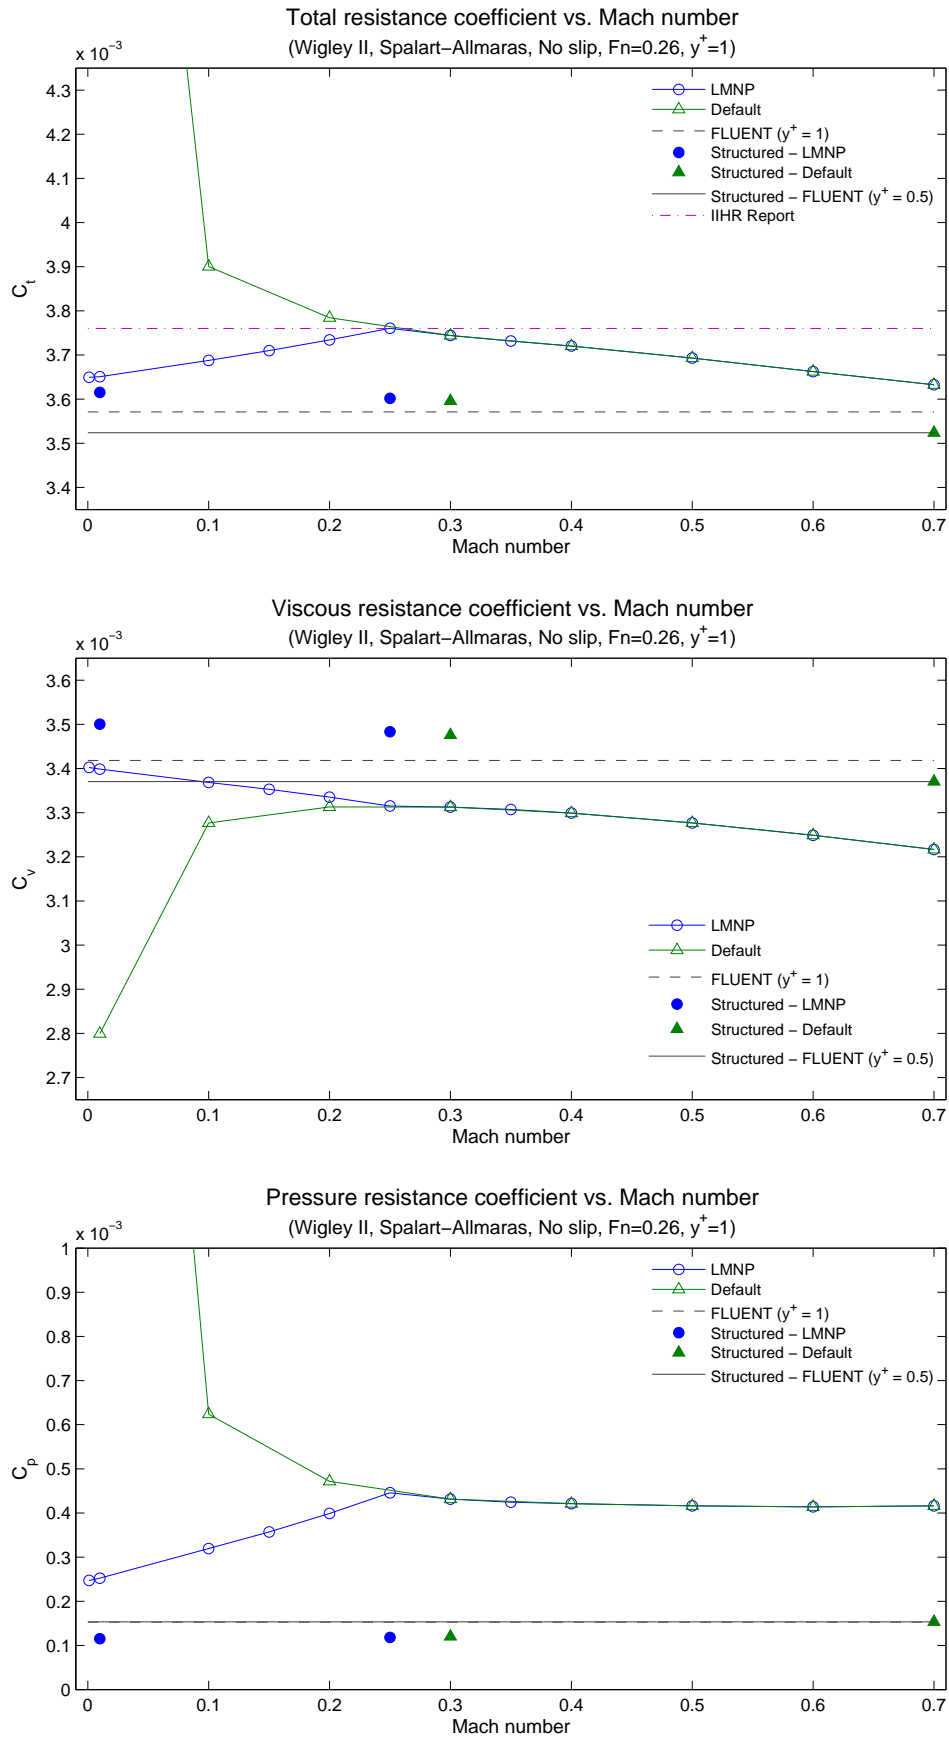 Total resistance coefficient vs. Mach number
(Wigley II, Spalart−Allmaras, No slip, Fn=0.26, y+=1)
x 10−3
4.3
4.2
4.1
4
3.9
3.8
3.7
3.6
3.5
3.4
Ct
LMNP
Default
FLUENT (y+ = 1)
Structured − LMNP
Structured − Default
Structured − FLUENT (y+ = 0.5)
IIHR Report
0 0.1 0.2 0.3 0.4 0.5 0.6 0.7
Mach number
Viscous resistance coefficient vs. Mach number
(Wigley II, Spalart−Allmaras, No slip, Fn=0.26, y+=1)
x 10−3
3.6
3.5
3.4
3.3
3.2
3.1
3
2.9
2.8
2.7
Cv
LMNP
Default
FLUENT (y+ = 1)
Structured − LMNP
Structured − Default
Structured − FLUENT (y+ = 0.5)
0 0.1 0.2 0.3 0.4 0.5 0.6 0.7
Mach number
Pressure resistance coefficient vs. Mach number
(Wigley II, Spalart−Allmaras, No slip, Fn=0.26, y+=1)
x 10−3
1
0.9
0.8
0.7
0.6
0.5
0.4
0.3
0.2
0.1
0
Cp
LMNP
Default
FLUENT (y+ = 1)
Structured − LMNP
Structured − Default
Structured − FLUENT (y+ = 0.5)
0 0.1 0.2 0.3 0.4 0.5 0.6 0.7
Mach number